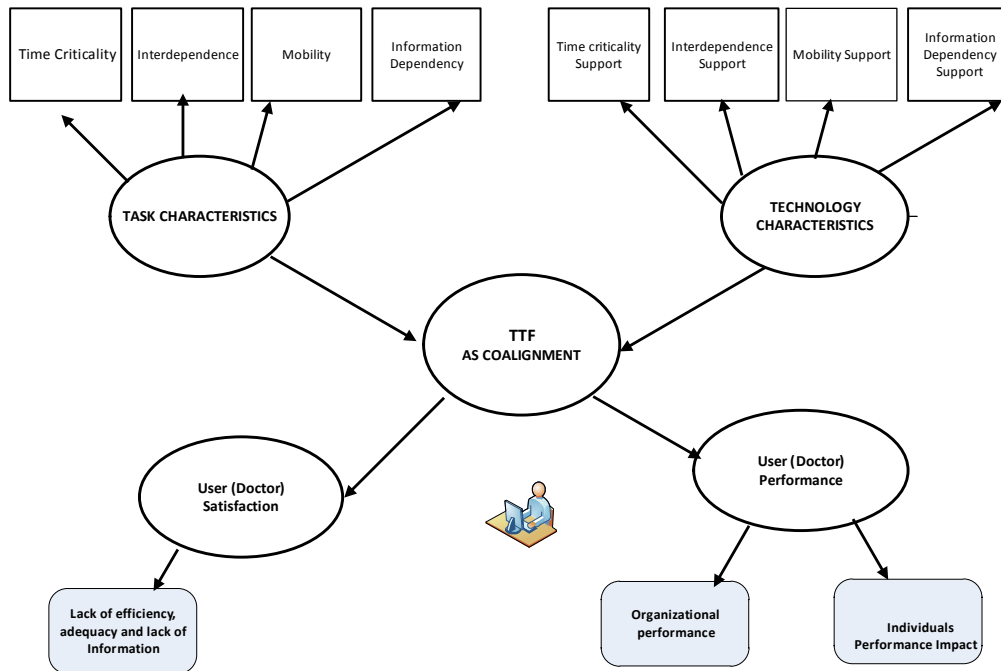 Time Criticality
Interdependence
Mobility
Information
Dependency
Time criticality
Support
Interdependence
Support
Mobility Support
Information
Dependency
Support
TASK CHARACTERISTICS
TECHNOLOGY
CHARACTERISTICS
TTF
AS COALIGNMENT
User (Doctor)
Satisfaction
User (Doctor)
Performance
Lack of efficiency,
adequacy and lack of
Information
Organizational
performance
Individuals
Performance Impact